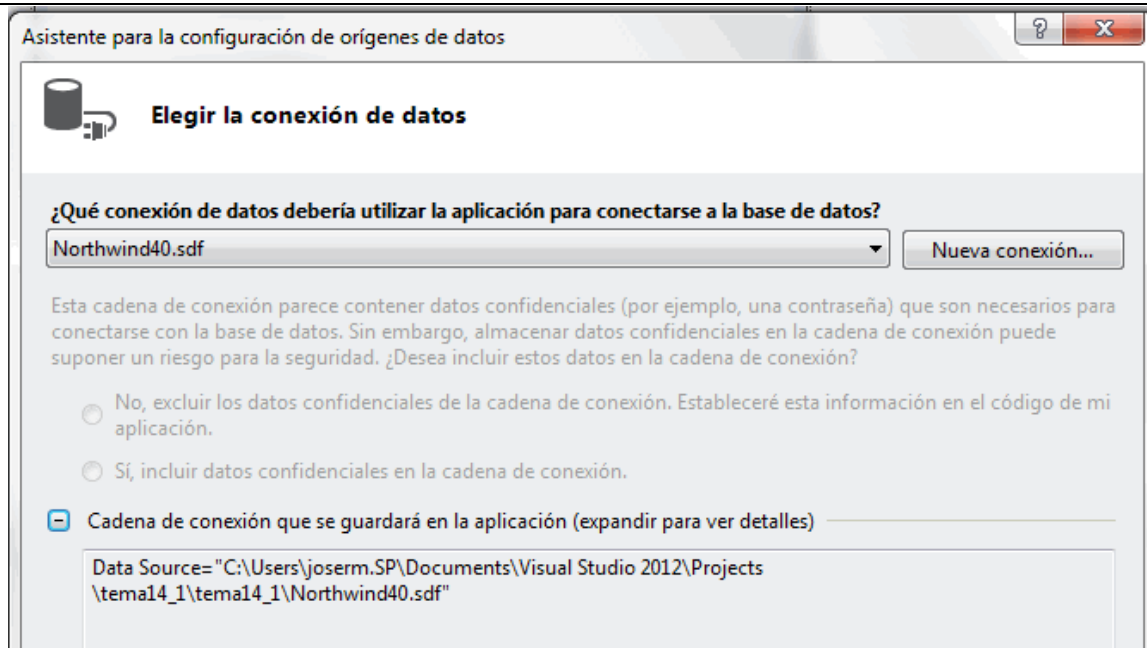 Asistente para la configuración de orígenes de datos
Elegir la conexión de datos
¿Qué conexión de datos debería utilizar la aplicación para conectarse a la base de datos?
Northwind40.sdf
Nueva conexión...
Esta cadena de conexión parece contener datos confidenciales (por ejemplo, una contraseña) que son necesarios para
conectarse con la base de datos. Sin embargo, almacenar datos confidenciales en la cadena de conexión puede
suponer un riesgo para la seguridad. ¿Desea incluir estos datos en la cadena de conexión?
No, excluir los datos confidenciales de la cadena de conexión. Estableceré esta información en el código de mi
aplicación.
Sí, incluir datos confidenciales en la cadena de conexión.
Cadena de conexión que se guardará en la aplicación (expandir para ver detalles)
Data Source="C:\Users\joserm.SP\Documents\Visual Studio 2012\Projects
\tema14_1\tema14_1\Northwind40.sdf"